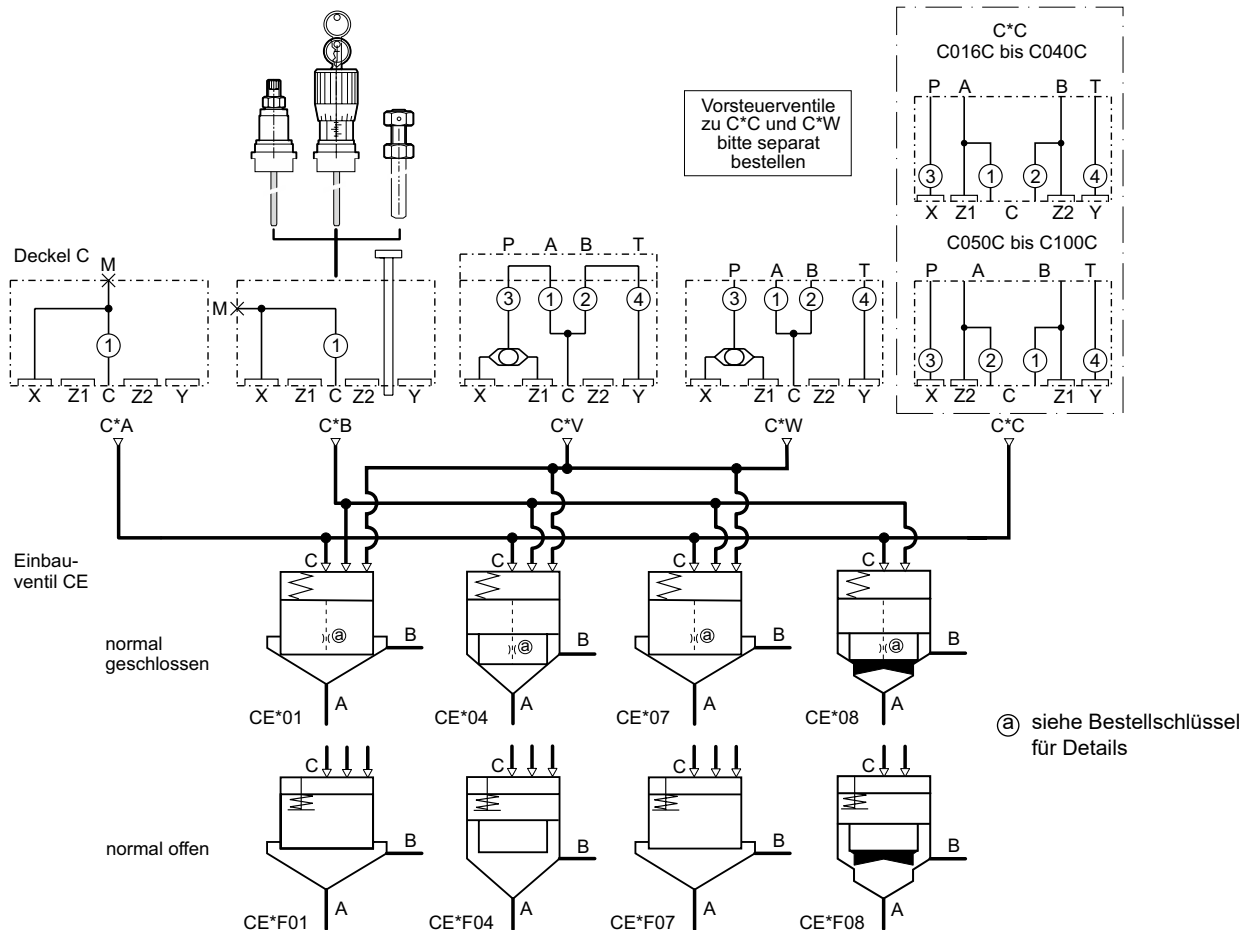 C*C
C016C bis C040C
P A B T
3 1 2 4
X Z1 C Z2 Y
C050C bis C100C
P A B T
3 2 1 4
X Z2 C Z1 Y
C*C
Vorsteuerventile
zu C*C und C*W
bitte separat
bestellen
Deckel C
M
1
X Z1 C Z2 Y
C*A
M
1
X Z1 C Z2 Y
C*B
P A B T
3 1 2 4
X Z1 C Z2 Y
C*V
P A B T
3 1 2 4
X Z1 C Z2 Y
C*W
Einbau-
ventil CE
normal
geschlossen
C
a
B
A
CE*01
C
a
B
A
CE*04
C
a
B
A
CE*07
C
a
B
A
CE*08
a siehe Bestellschlüssel
für Details
normal offen
C
B
A
CE*F01
C
B
A
CE*F04
C
B
A
CE*F07
C
B
A
CE*F08